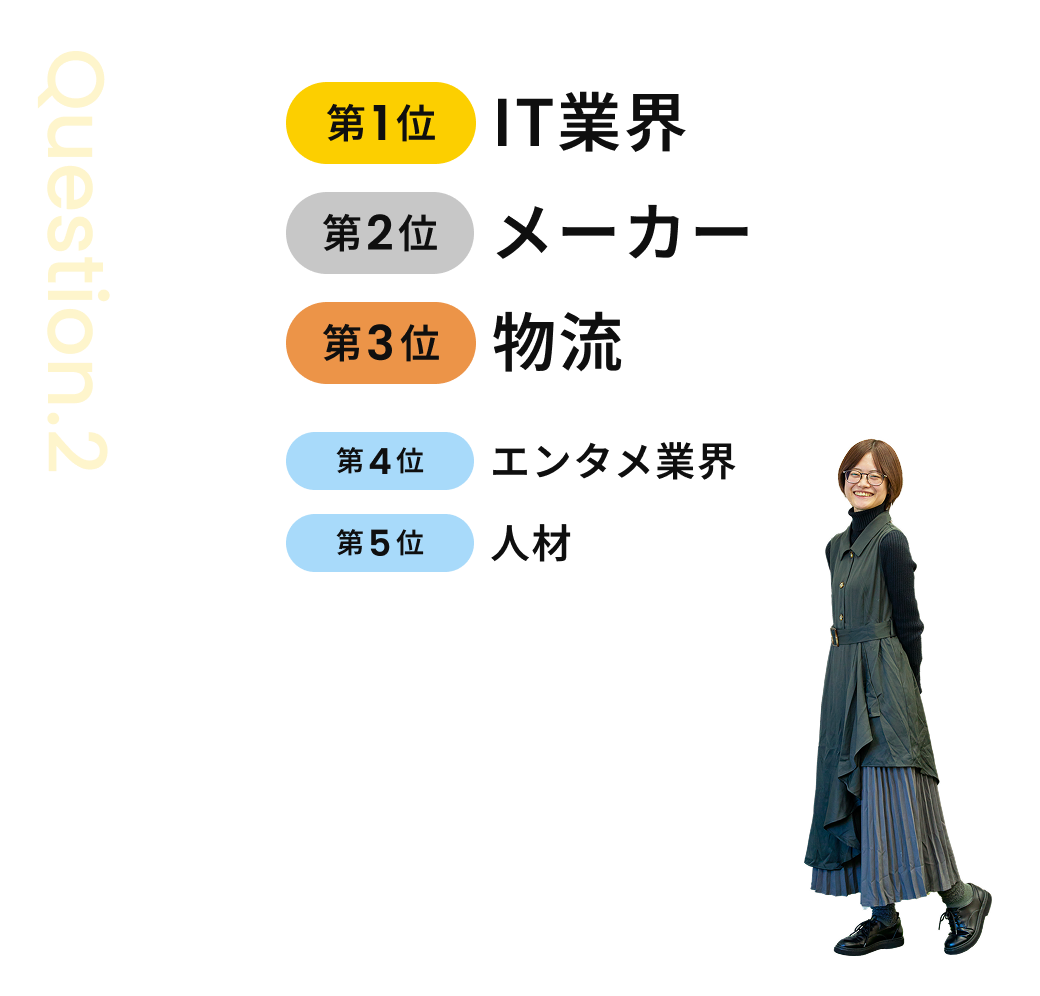 Question.2
第1位 IT業界
第2位 メーカー
第3位 物流
第4位 エンタメ業界
第5位 人材